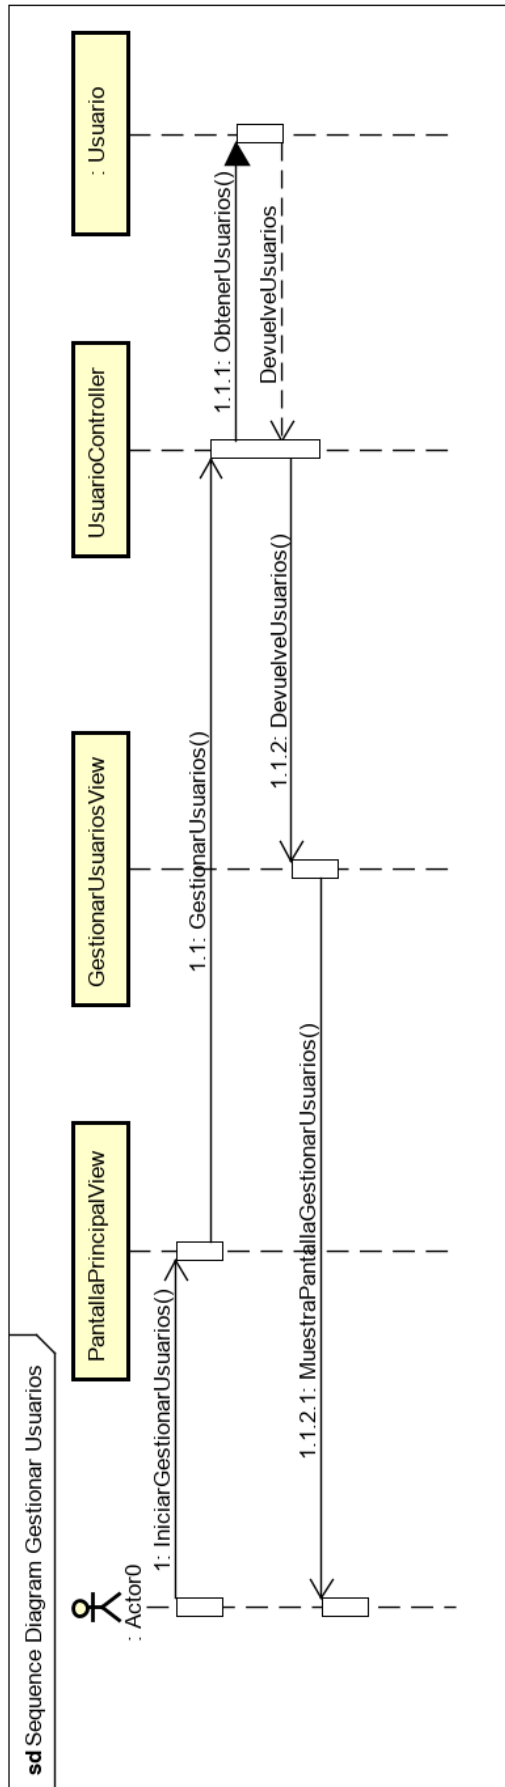 sd Sequence Diagram Gestionar Usuarios
: Actor0
PantallaPrincipalView
GestionarUsuariosView
UsuarioController
: Usuario
1: IniciarGestionarUsuarios()
1.1: GestionarUsuarios()
1.1.1: ObtenerUsuarios()
DevuelveUsuarios
1.1.2: DevuelveUsuarios()
1.1.2.1: MuestraPantallaGestionarUsuarios()